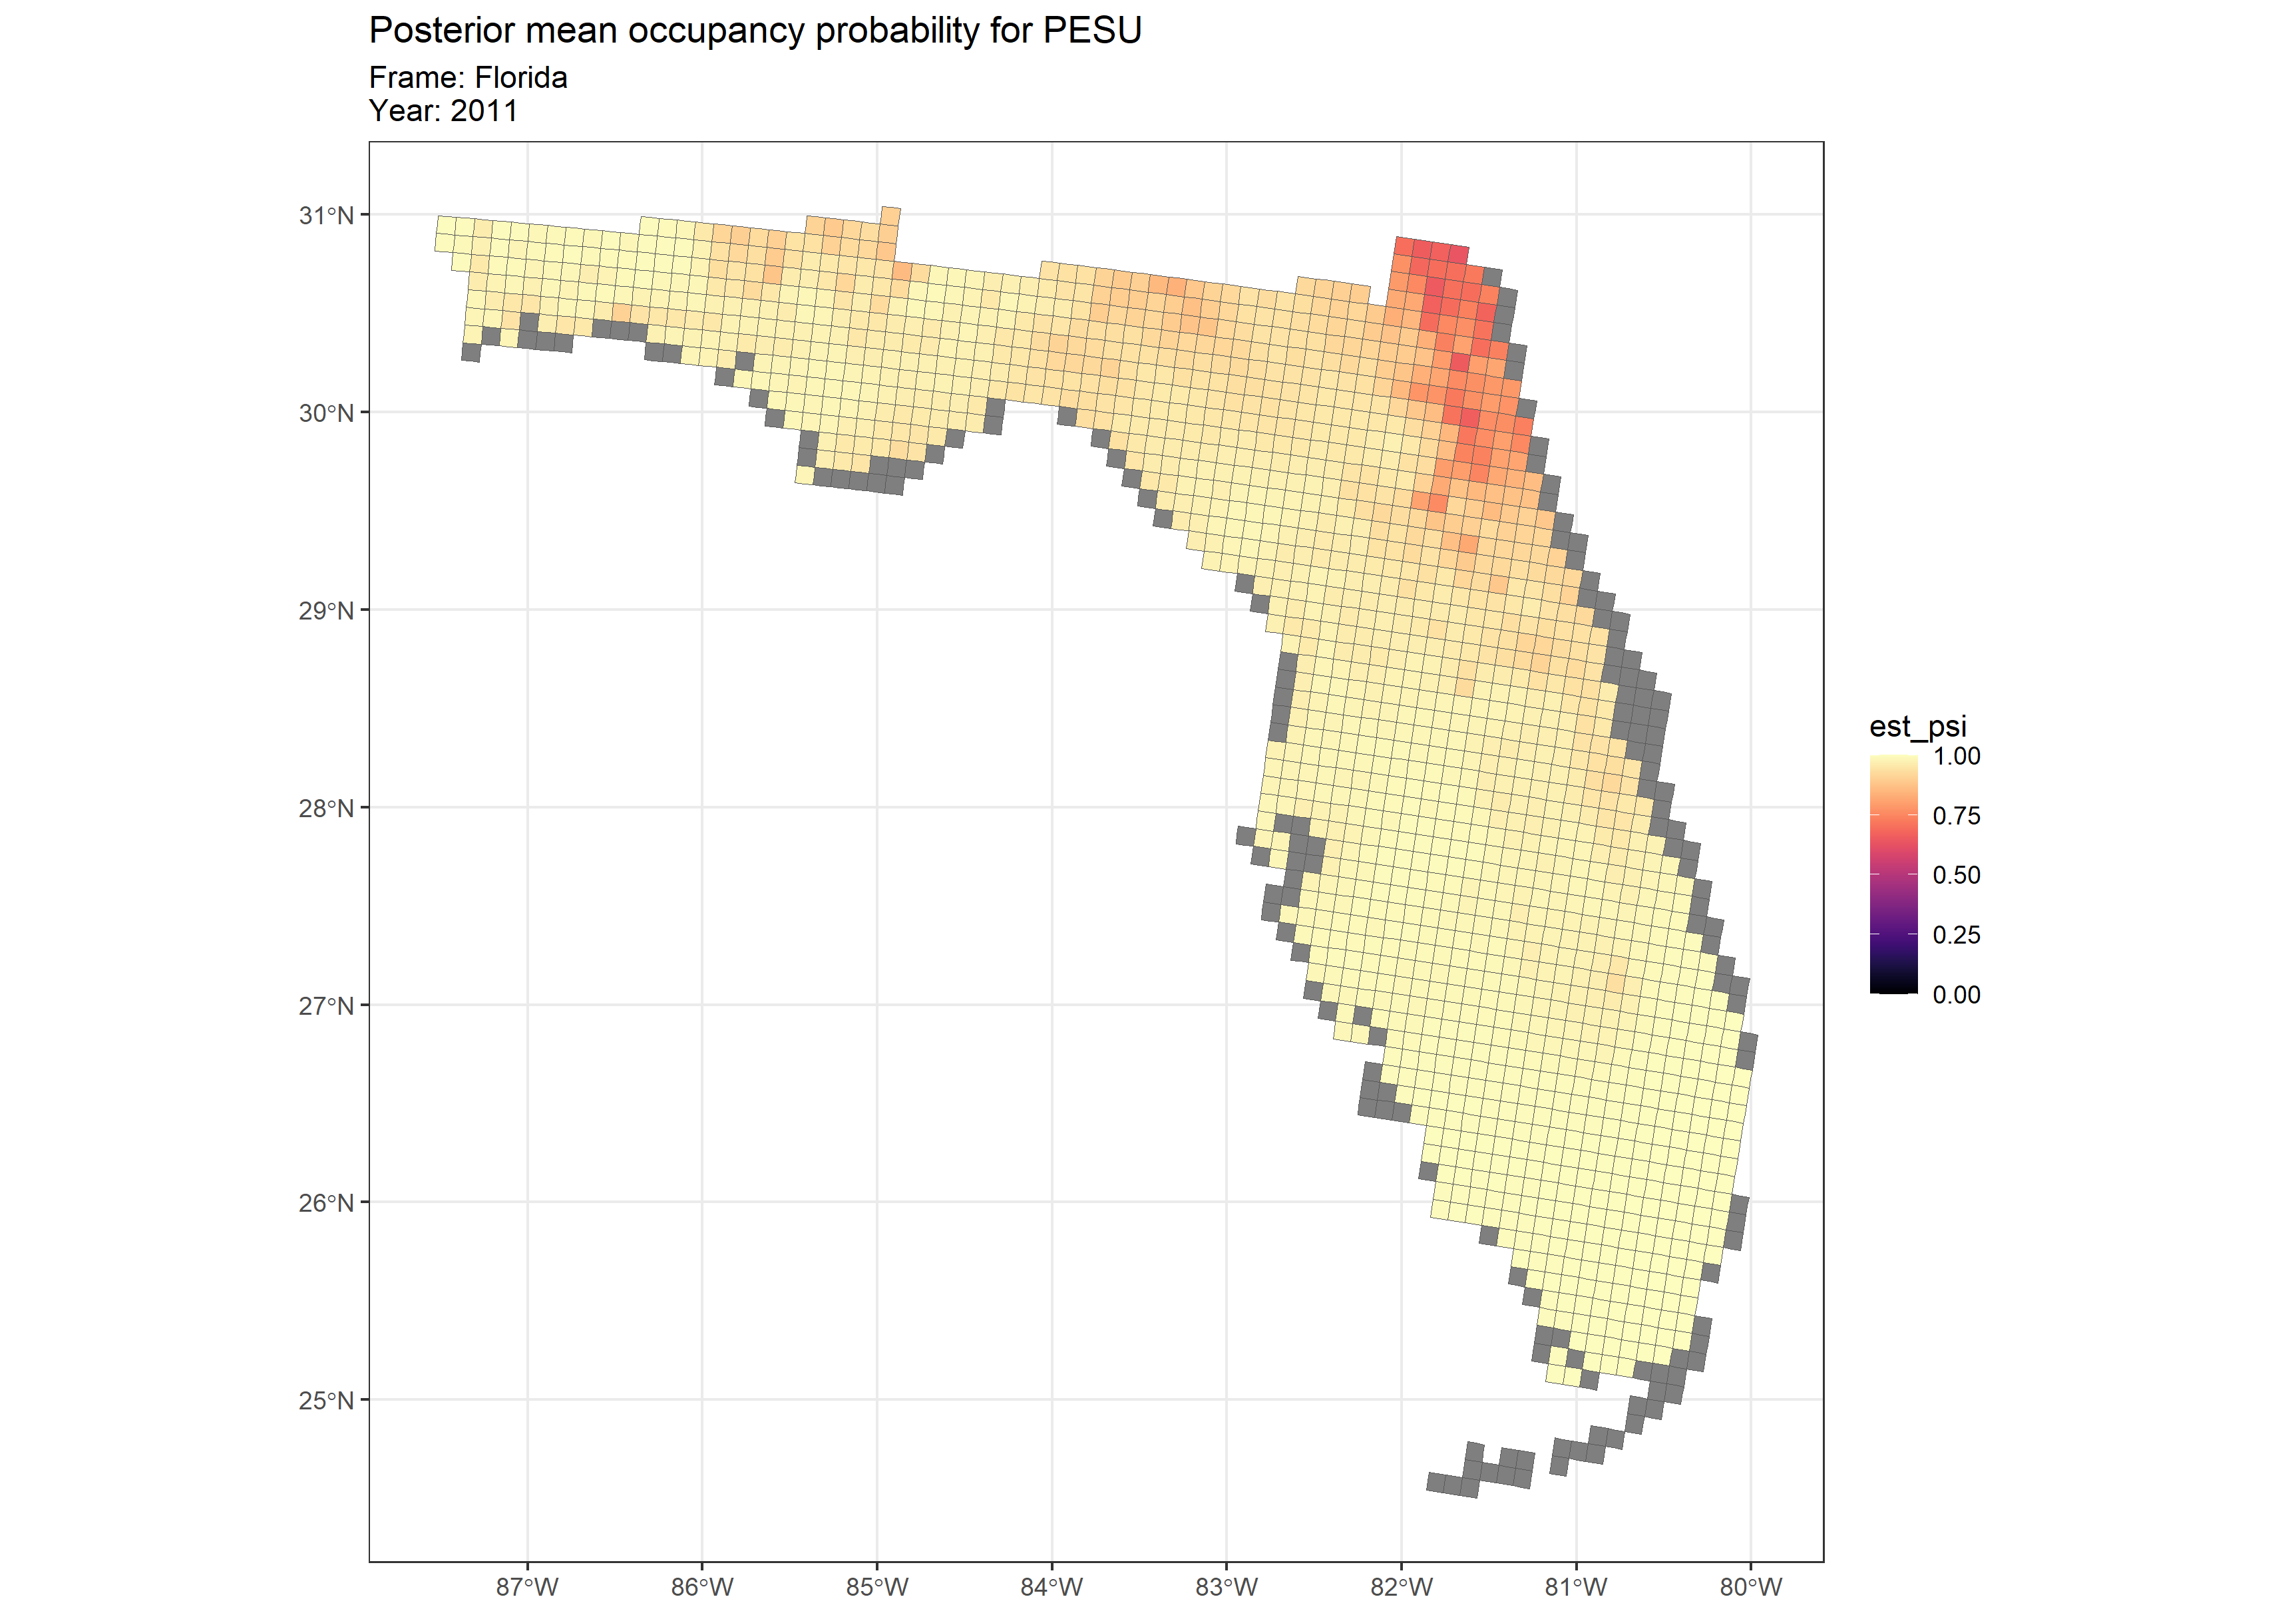 Posterior mean occupancy probability for PESU
Frame: Florida
Year: 2011
31°N
30°N
29°N
28°N
27°N
26°N
25°N
87°W
86°W
85°W
84°W
83°W
82°W
81°W
80°W
est_psi
1.00
0.75
0.50
0.25
0.00